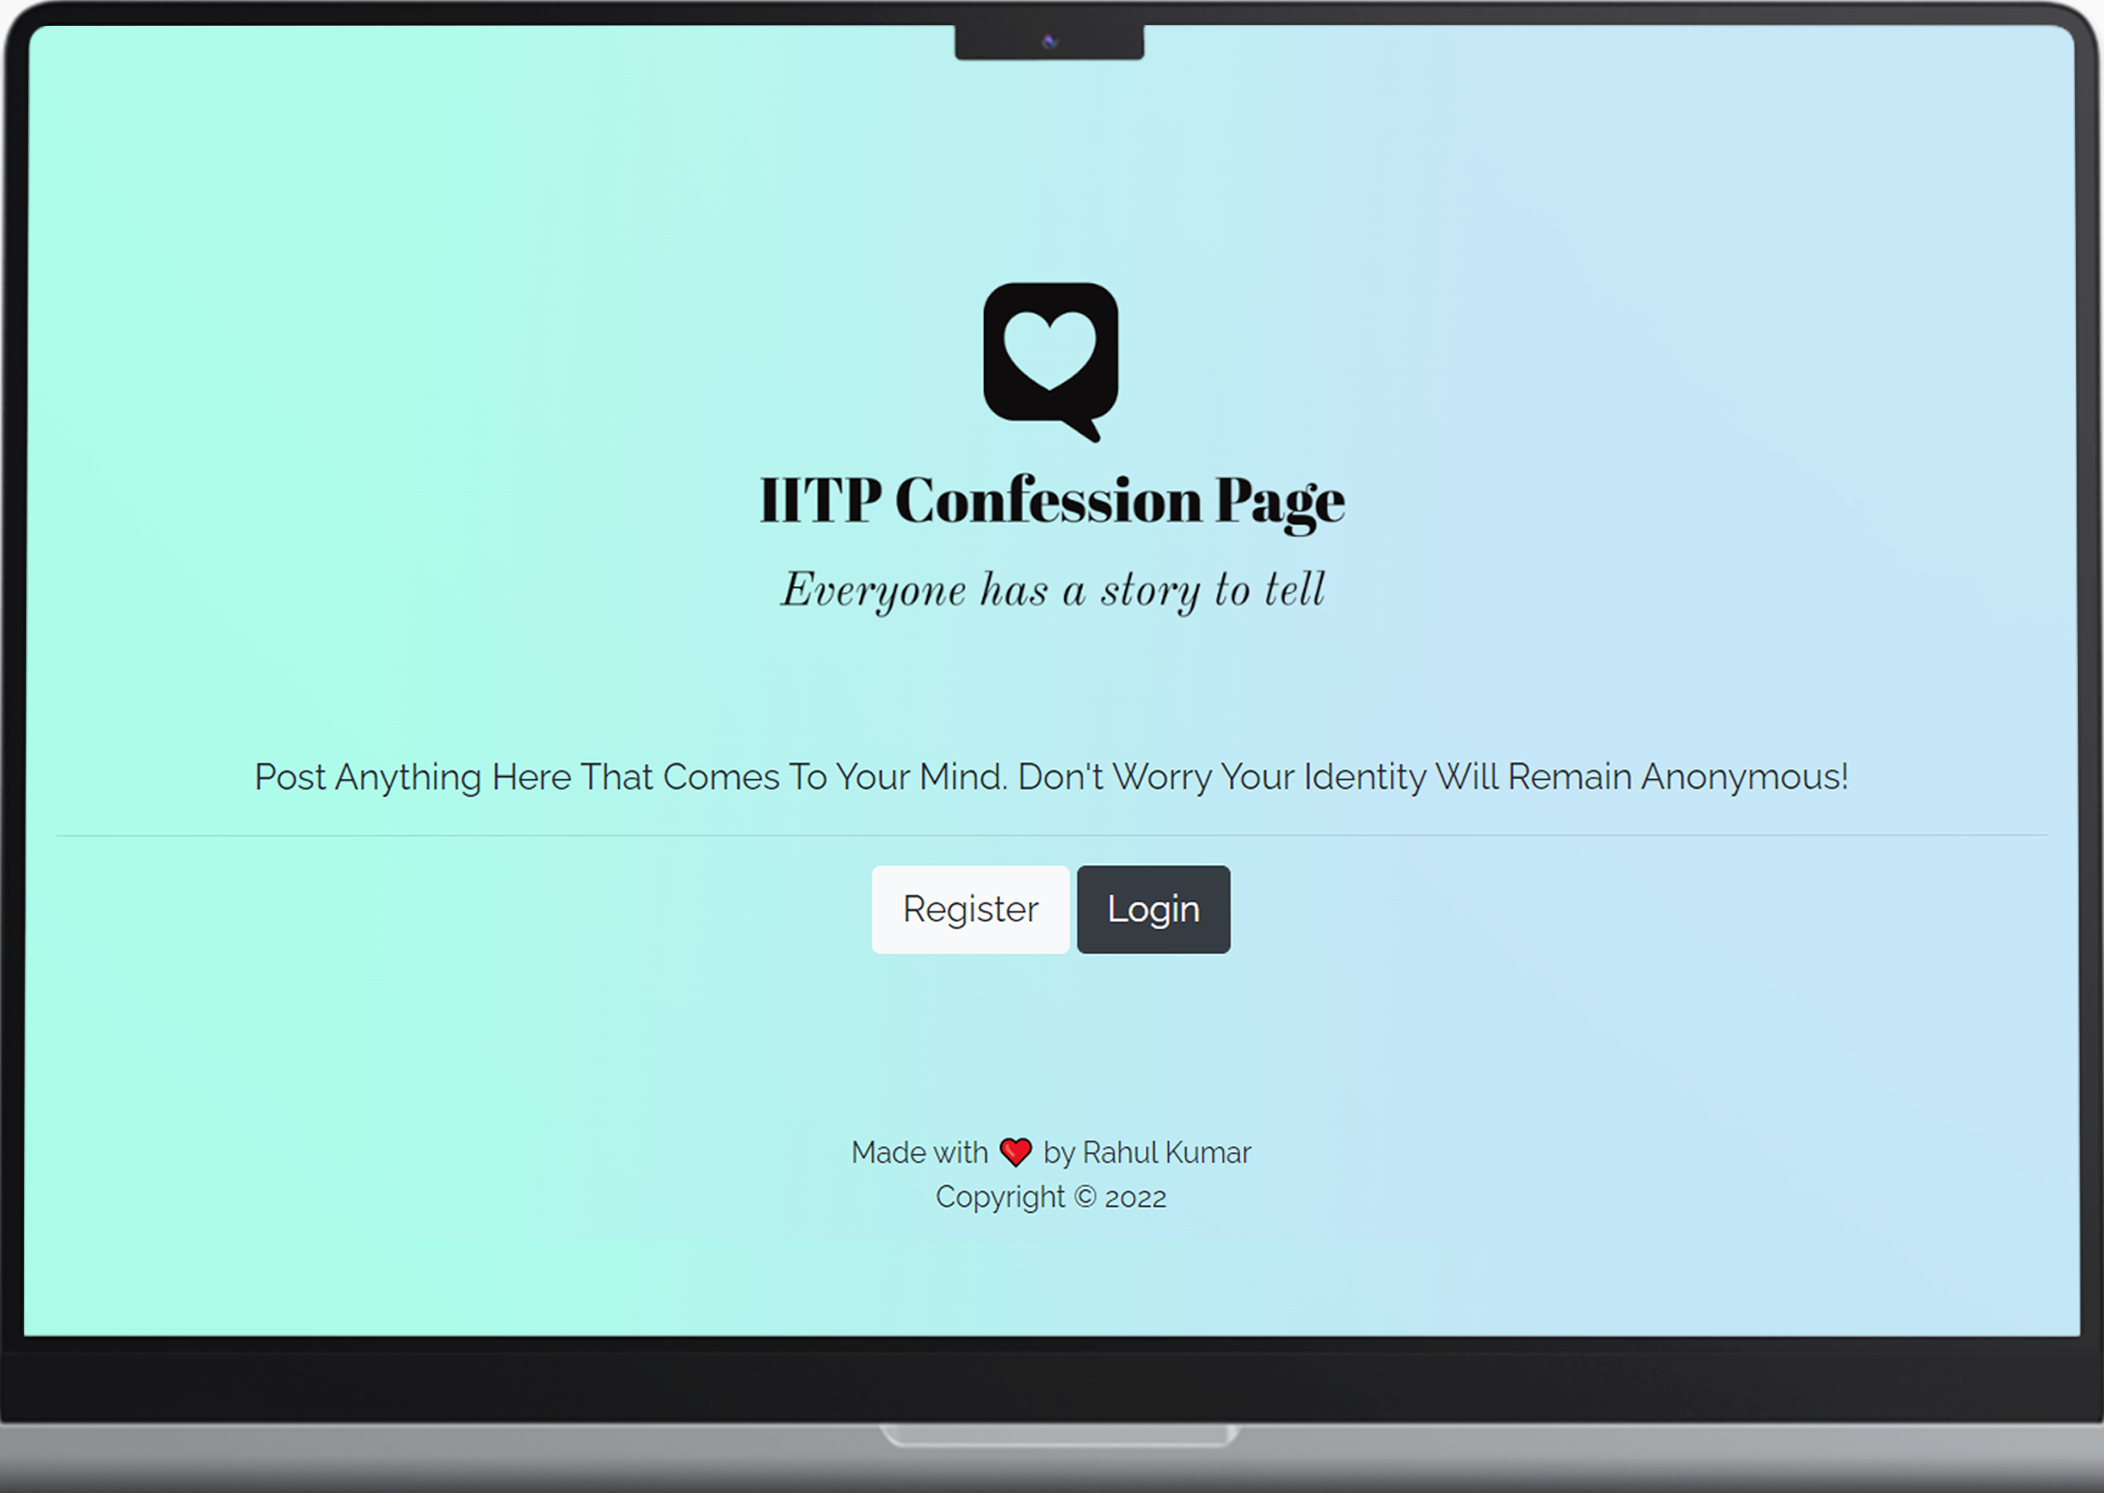 IITP Confession Page
Everyone has a story to tell
Post Anything Here That Comes To Your Mind. Don't Worry Your Identity Will Remain Anonymous!
Register Login
Made with ❤️ by Rahul Kumar
Copyright © 2022